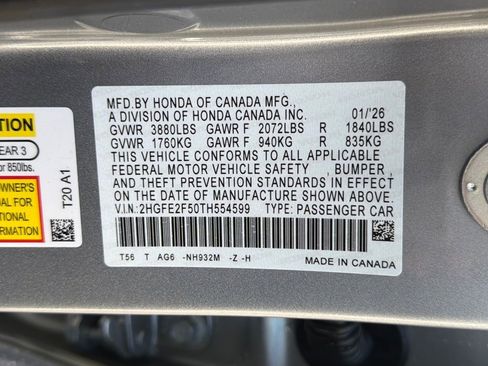 MFD.BY HONDA OF CANADA MFG.,
A DIVISION OF HONDA CANADA INC. 01/'26
GVWR 3880LBS GAWR F 2072LBS R 1840LBS
GVWR 1760KG GAWR F 940KG R 835KG
THIS VEHICLE CONFORMS TO ALL APPLICABLE
FEDERAL MOTOR VEHICLE SAFETY , BUMPER ,
AND THEFT PREVENTION STANDARDS IN EFFECT
ON THE DATE OF MANUFACTURE SHOWN ABOVE.
V.I.N.:2HGFE2F50TH554599 TYPE: PASSENGER CAR
T56 T AG6 -NH932M -Z -H
MADE IN CANADA
TION
EAR 3
or 850lbs.
WNER'S
UAL FOR
TIONAL
RMATION
T20 A1